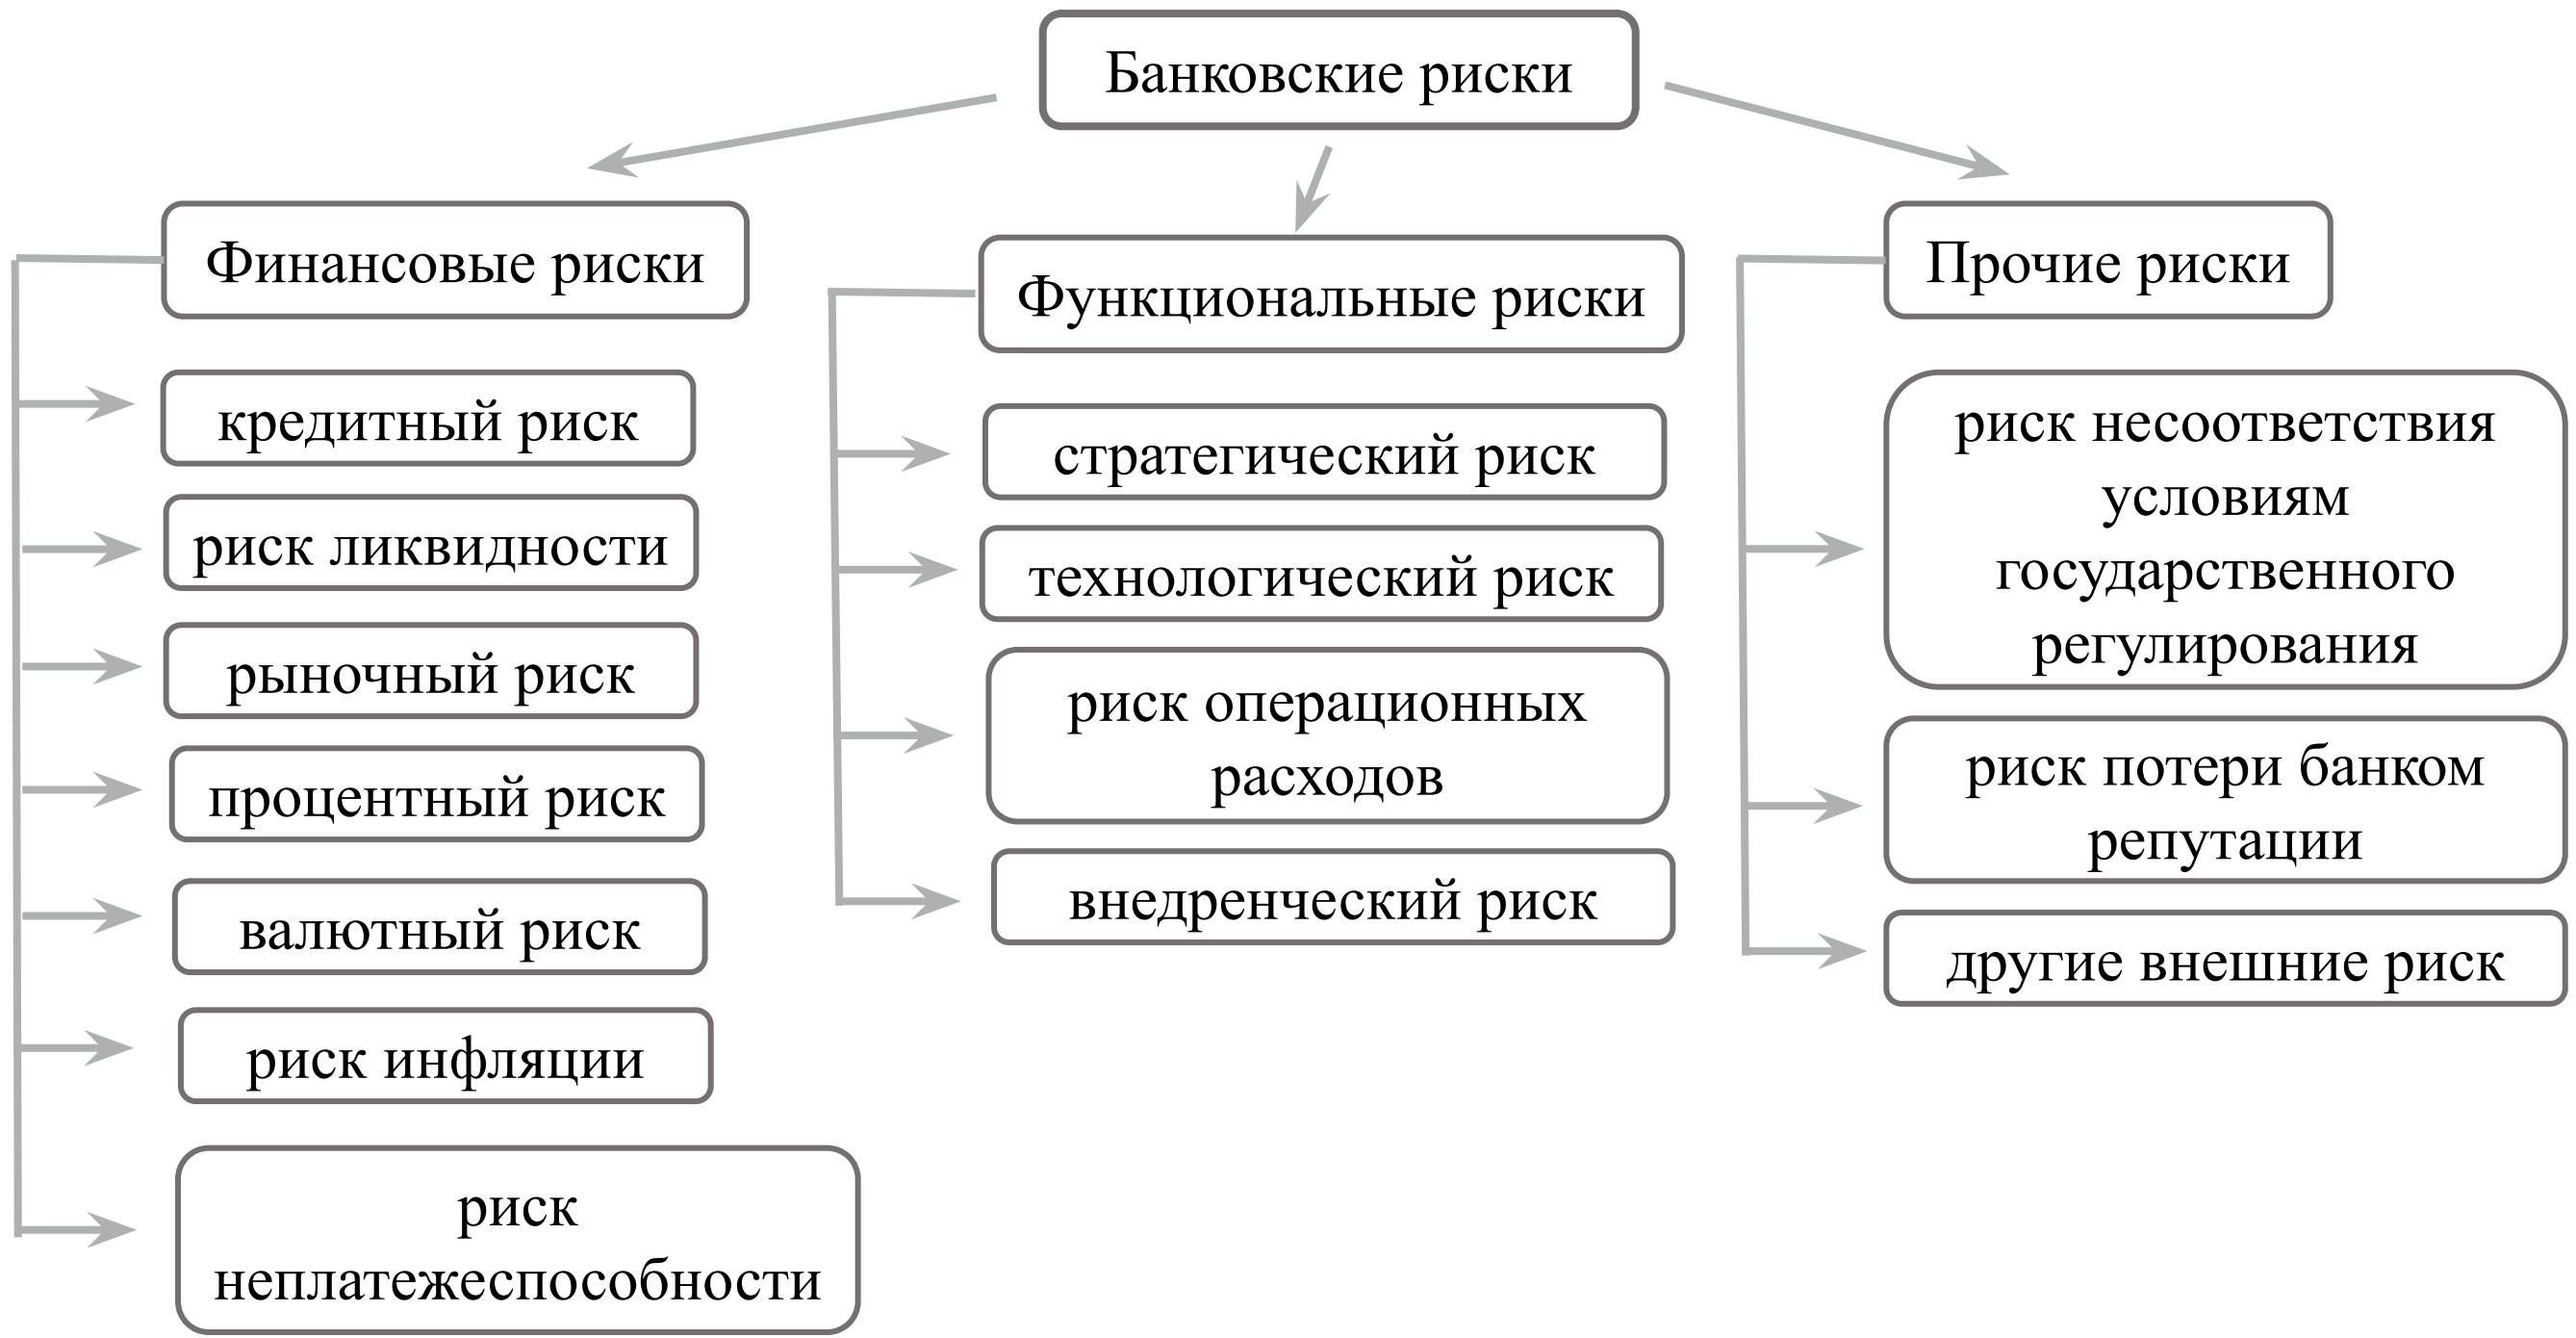 Банковские риски
Финансовые риски
кредитный риск
риск ликвидности
рыночный риск
процентный риск
валютный риск
риск инфляции
риск
неплатежеспособности
Функциональные риски
стратегический риск
технологический риск
риск операционных
расходов
внедренческий риск
Прочие риски
риск несоответствия
условиям
государственного
регулирования
риск потери банком
репутации
другие внешние риск